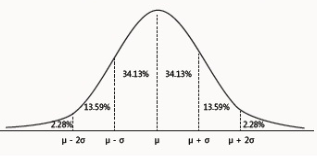 34.13% 34.13%
13.59% 13.59%
2.28% 2.28%
μ - 2σ μ - σ μ μ + σ μ + 2σ